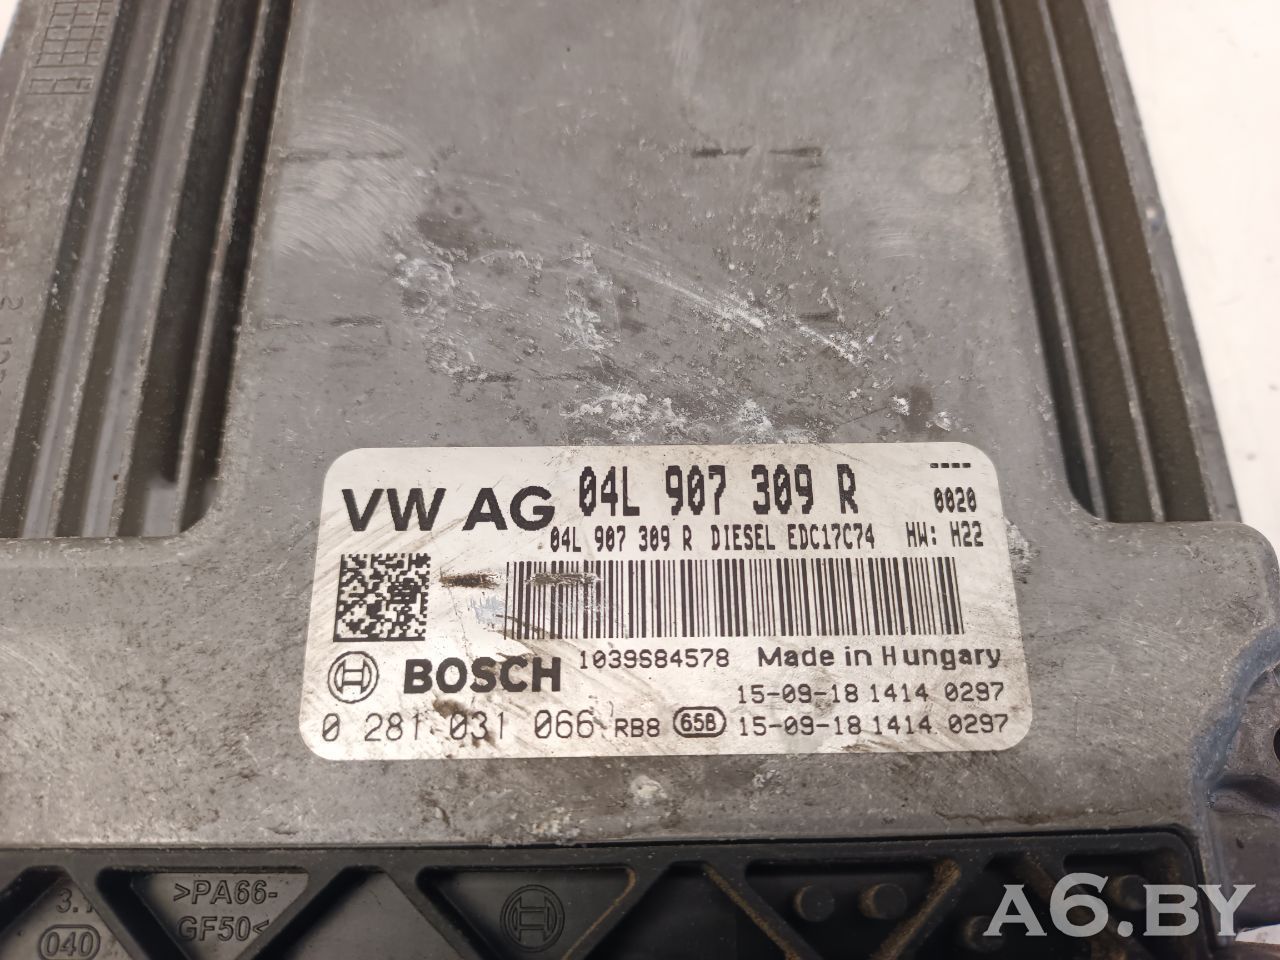 VW AG 04L 907 309 R ----
0020
04L 907 309 R DIESEL EDC17C74 HW: H22
BOSCH 1039S84578 Made in Hungary
15-09-18 1414 0297
0 281 031 066 RB8 65B 15-09-18 1414 0297
>PA66-
GF50<
040
A6.BY